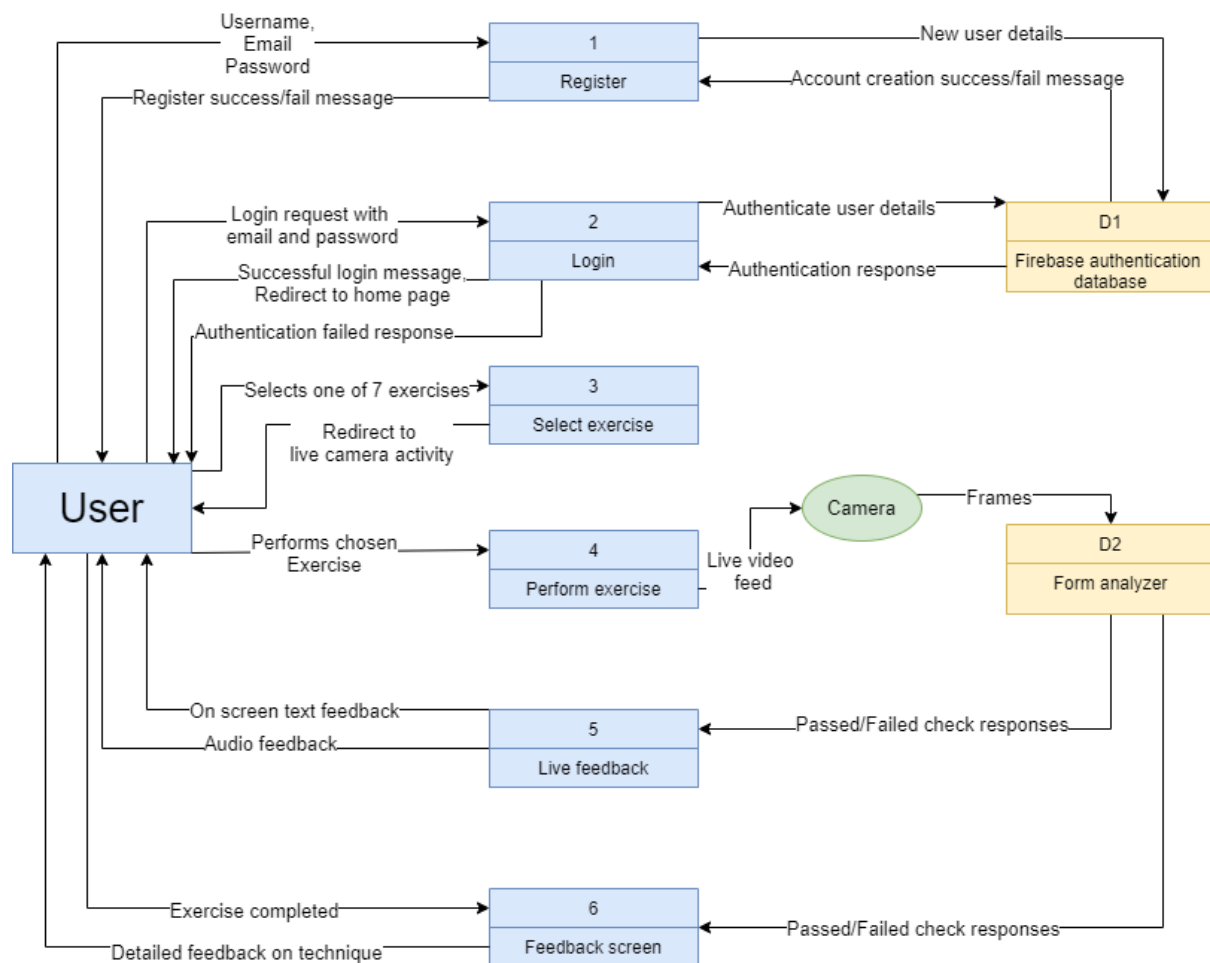 Username,
Email
Password
1
Register
New user details
Account creation success/fail message
Register success/fail message
Login request with
email and password
2
Login
Authenticate user details
Authentication response
D1
Firebase authentication
database
Successful login message,
Redirect to home page
Authentication failed response
Selects one of 7 exercises
3
Select exercise
Redirect to
live camera activity
User
Performs chosen
Exercise
4
Perform exercise
Live video
feed
Camera
Frames
D2
Form analyzer
On screen text feedback
Audio feedback
5
Live feedback
Passed/Failed check responses
Exercise completed
Detailed feedback on technique
6
Feedback screen
Passed/Failed check responses